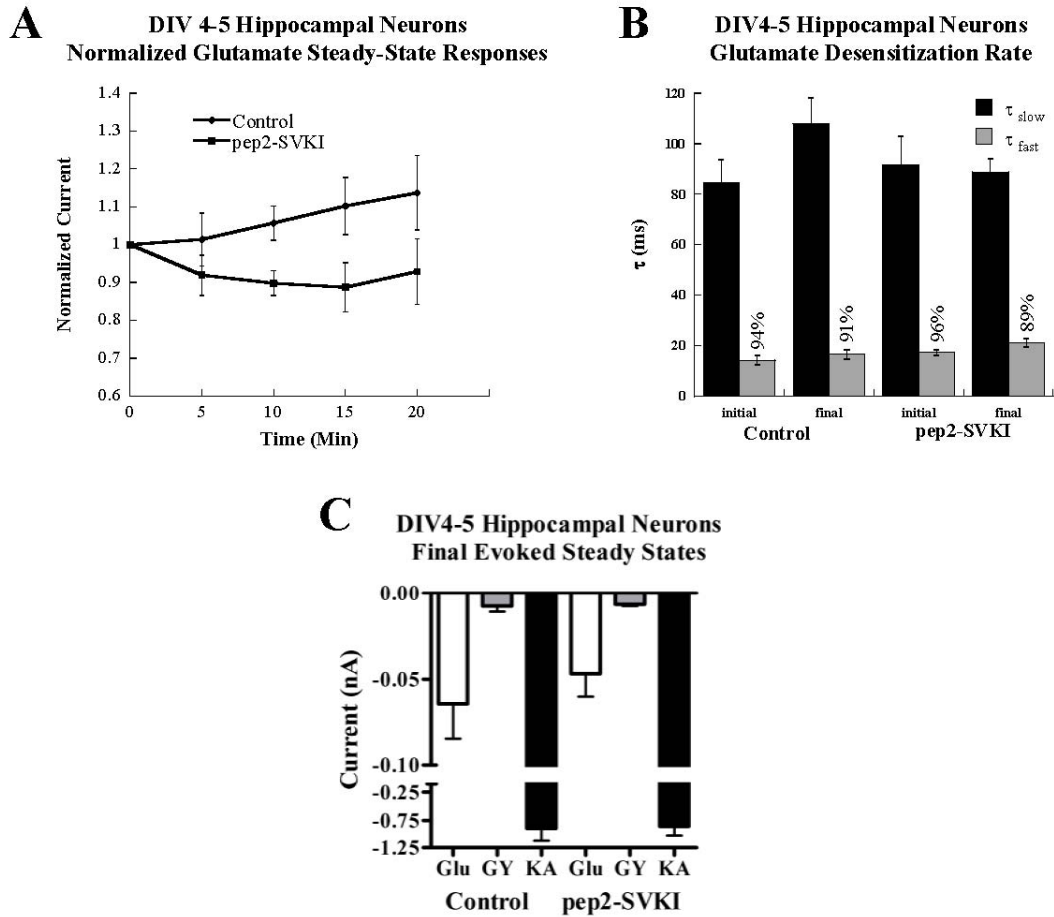 A
DIV 4-5 Hippocampal Neurons
Normalized Glutamate Steady-State Responses
1.4
1.3
1.2
1.1
1
0.9
0.8
0.7
0.6
Normalized Current
Control
pep2-SVKI
0 5 10 15 20
Time (Min)
B
DIV4-5 Hippocampal Neurons
Glutamate Desensitization Rate
120
100
80
60
40
20
0
τ (ms)
τ slow
τ fast
94%
91%
96%
89%
initial final initial final
Control pep2-SVKI
C
DIV4-5 Hippocampal Neurons
Final Evoked Steady States
0.00
-0.05
-0.10
-0.25
-0.75
-1.25
Current (nA)
Glu GY KA Glu GY KA
Control pep2-SVKI